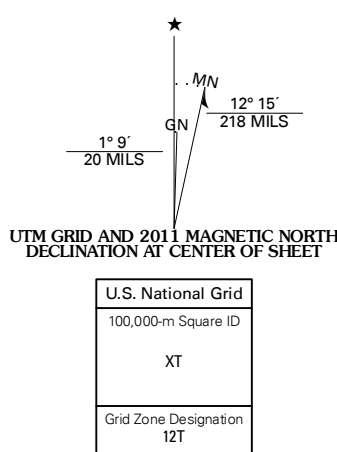 ★
MN
GN
12° 15´
218 MILS
1° 9´
20 MILS
UTM GRID AND 2011 MAGNETIC NORTH
DECLINATION AT CENTER OF SHEET
U.S. National Grid
100,000-m Square ID
XT
Grid Zone Designation
12T